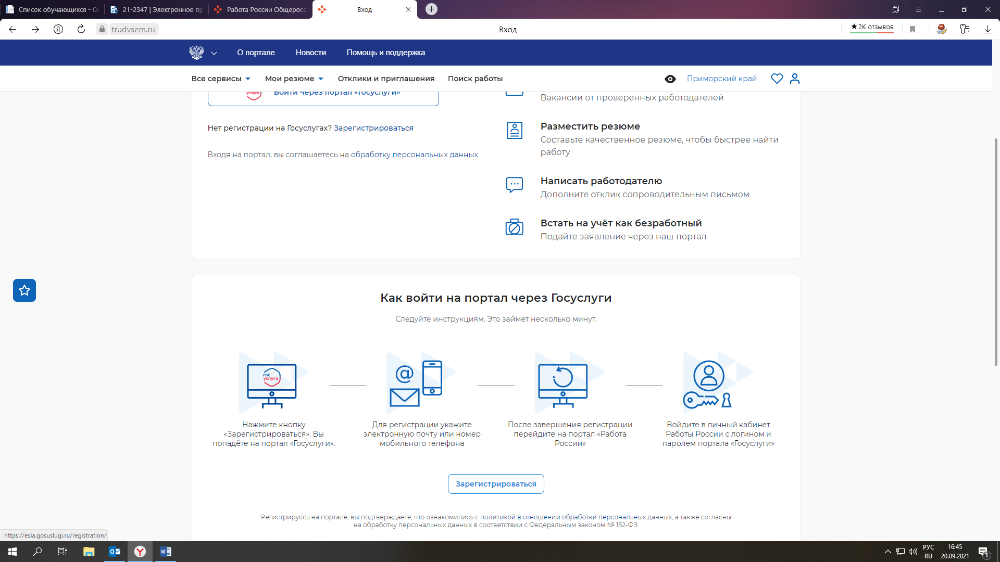 Список обучающихся - Ос
21-2347 | Электронное пр
Работа России Общеросс
Вход
trudvsem.ru
Вход
★2К отзывов
О портале
Новости
Помощь и поддержка
Все сервисы
Мои резюме
Отклики и приглашения
Поиск работы
Приморский край
услуги
Войти через портал «Госуслуги»
Вакансии от проверенных работодателей
Нет регистрации на Госуслугах? Зарегистрироваться
Входя на портал, вы соглашаетесь на обработку персональных данных
Разместить резюме
Составьте качественное резюме, чтобы быстрее найти
работу
Написать работодателю
Дополните отклик сопроводительным письмом
Встать на учёт как безработный
Подайте заявление через наш портал
Как войти на портал через Госуслуги
Следуйте инструкциям. Это займет несколько минут.
гос
услуги
@
Нажмите кнопку
«Зарегистрироваться». Вы
попадёте на портал «Госуслуги».
Для регистрации укажите
электронную почту или номер
мобильного телефона
После завершения регистрации
перейдите на портал «Работа
России»
Войдите в личный кабинет
Работы России с логином и
паролем портала «Госуслуги»
Зарегистрироваться
Регистрируясь на портале, вы подтверждаете, что ознакомились с политикой в отношении обработки персональных данных, а также согласны
на обработку персональных данных в соответствии с Федеральным законом № 152-ФЗ.
https://esia.gosuslugi.ru/registration/
РУС
RU
16:45
20.09.2021
1